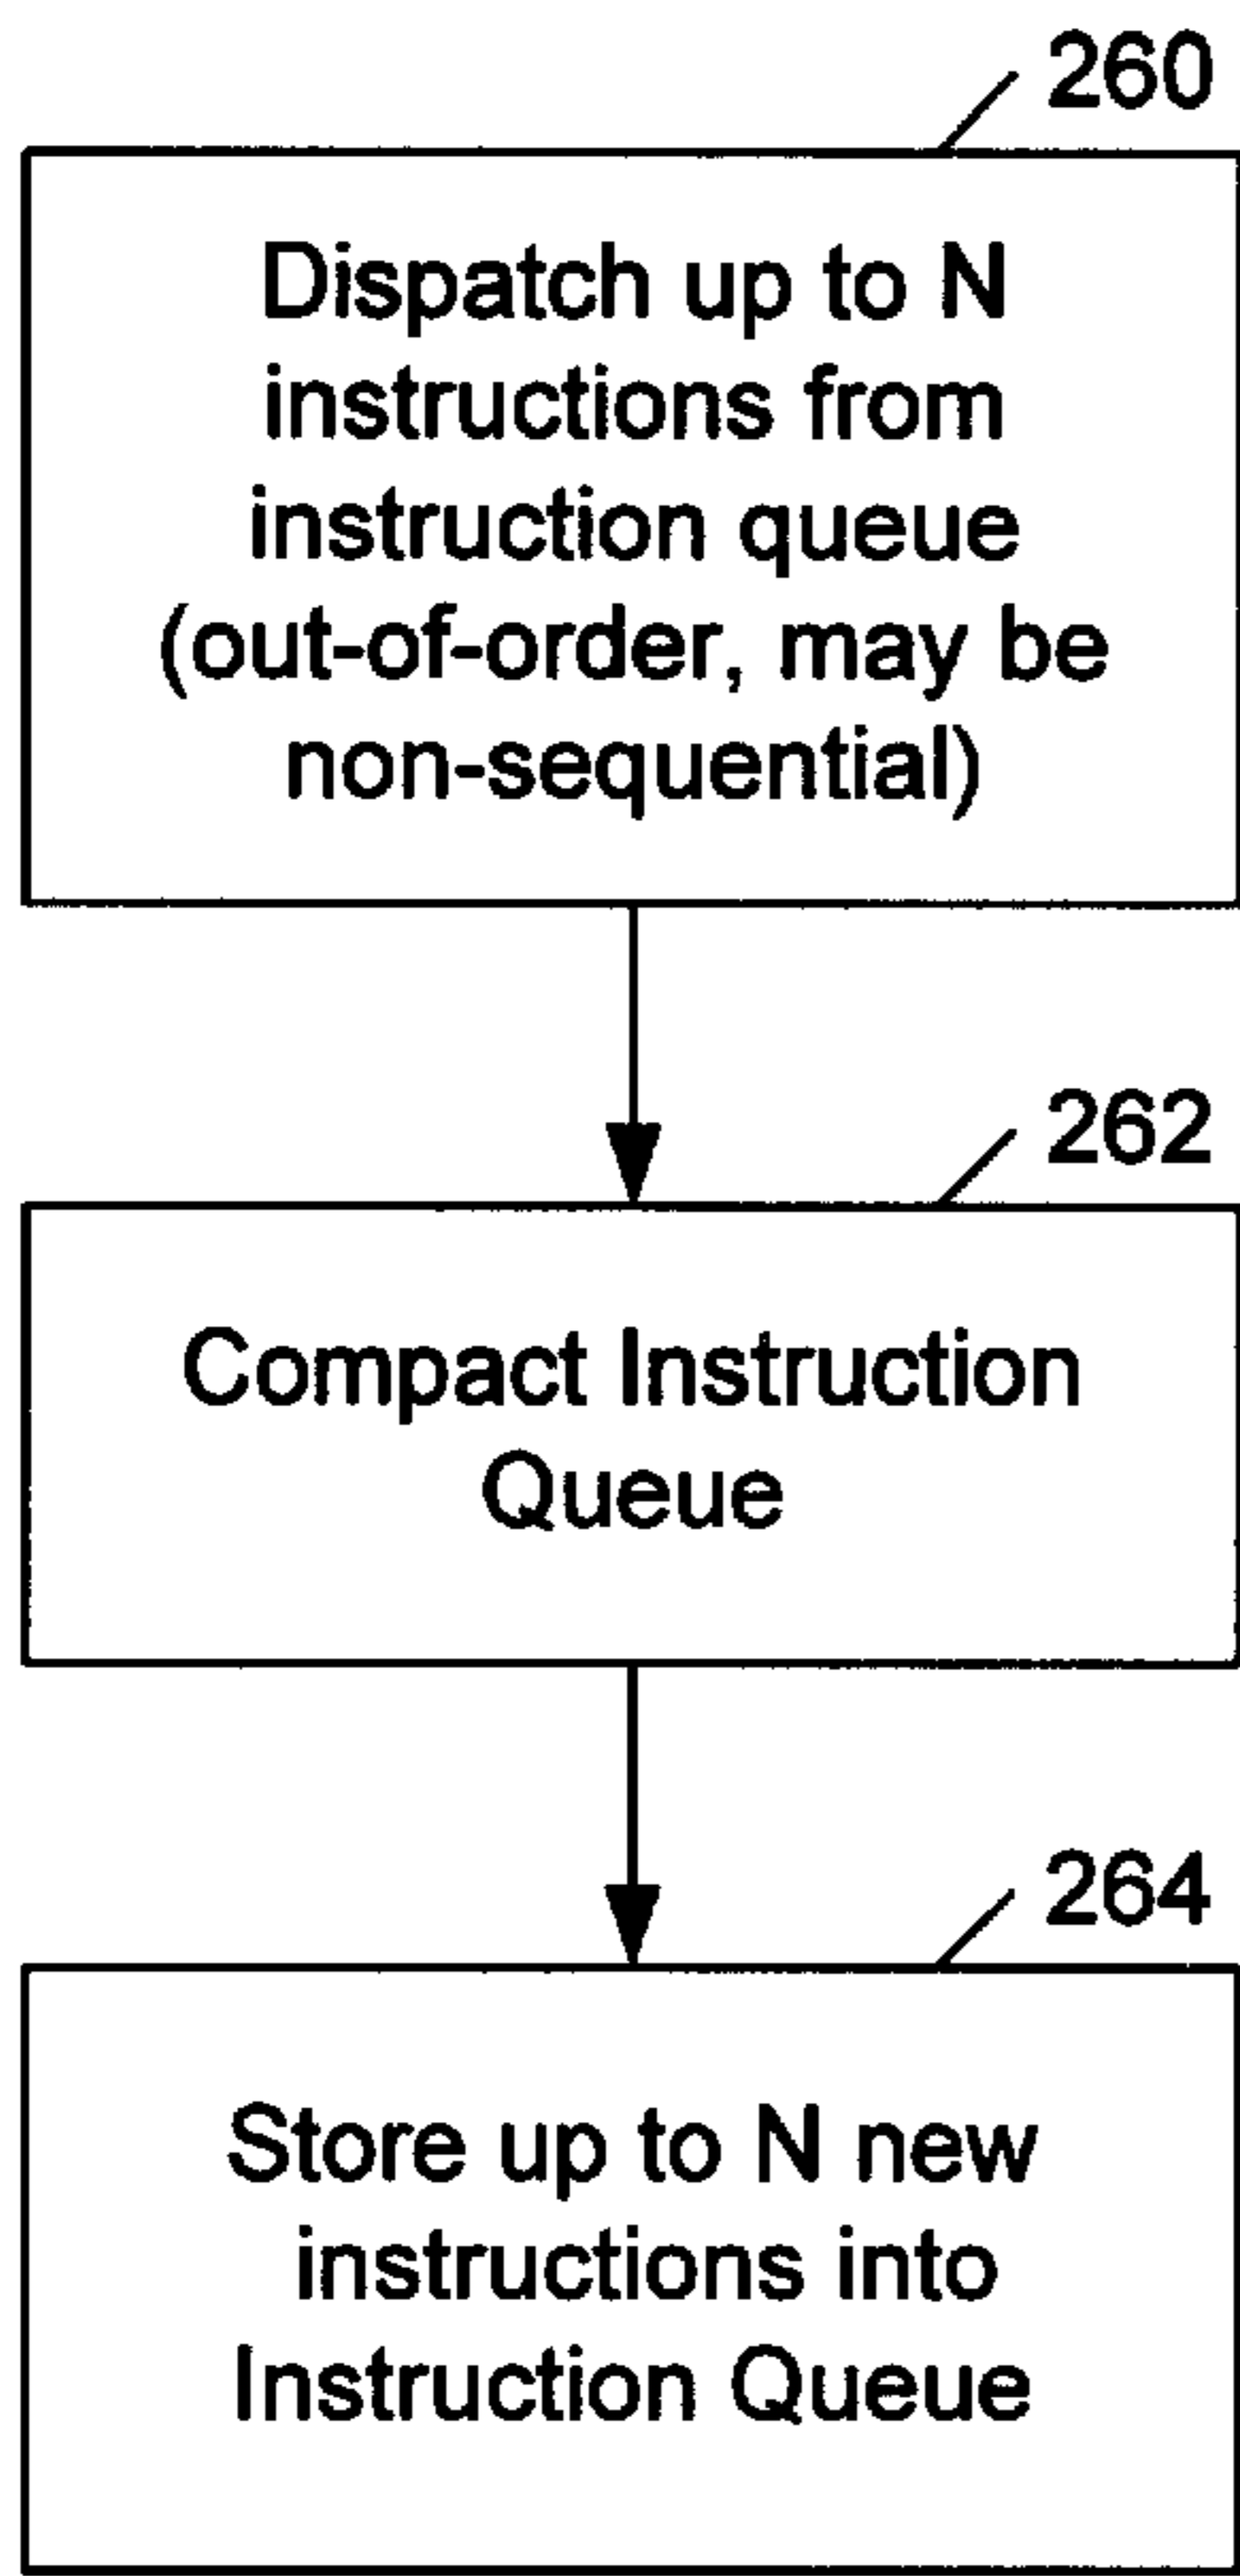 260
Dispatch up to N
instructions from
instruction queue
(out-of-order, may be
non-sequential)
262
Compact Instruction
Queue
264
Store up to N new
instructions into
Instruction Queue